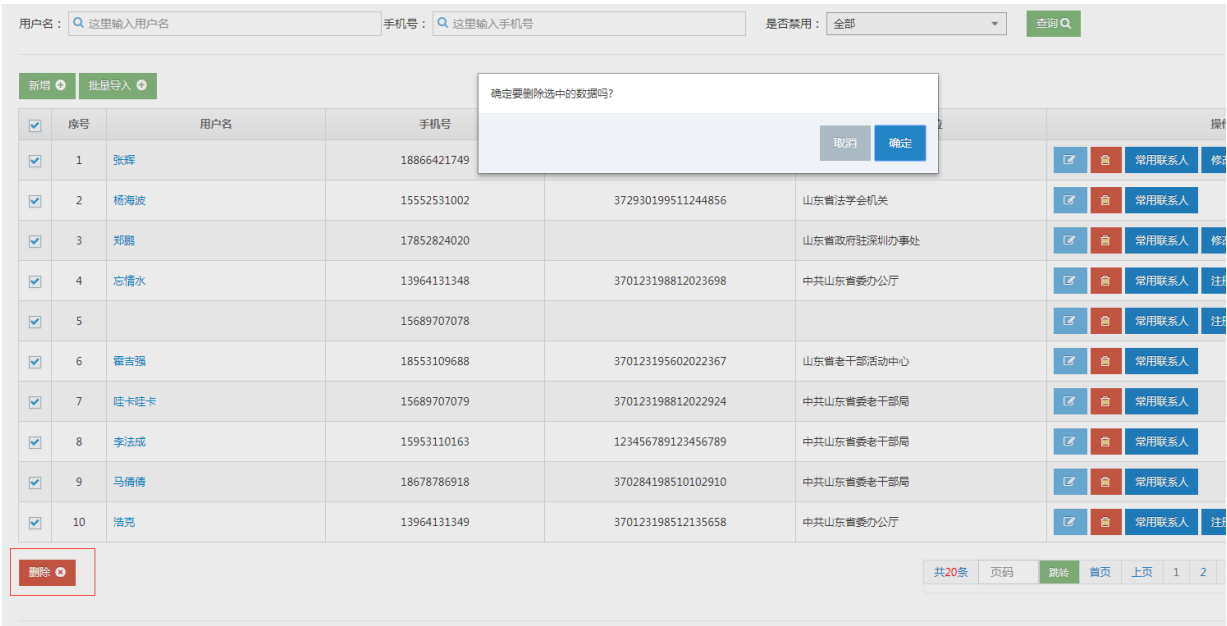 用户名： 这里输入用户名 手机号： 这里输入手机号 是否禁用： 全部 查询
新增 批量导入
确定要删除选中的数据吗?
取消 确定
序号 用户名 手机号
1 张辉 18866421749 常用联系人
2 杨海波 15552531002 372930199511244856 山东省法学会机关 常用联系人
3 郑鹏 17852824020 山东省政府驻深圳办事处 常用联系人
4 忘情水 13964131348 370123198812023698 中共山东省委办公厅 常用联系人
5 15689707078 常用联系人
6 霍吉强 18553109688 370123195602022367 山东省老干部活动中心 常用联系人
7 哇卡哇卡 15689707079 370123198812022924 中共山东省委老干部局 常用联系人
8 李法成 15953110163 123456789123456789 中共山东省委老干部局 常用联系人
9 马倩倩 18678786918 370284198510102910 中共山东省委老干部局 常用联系人
10 洁克 13964131349 370123198512135658 中共山东省委办公厅 常用联系人
删除 共20条 页码 跳转 首页 上页 1 2